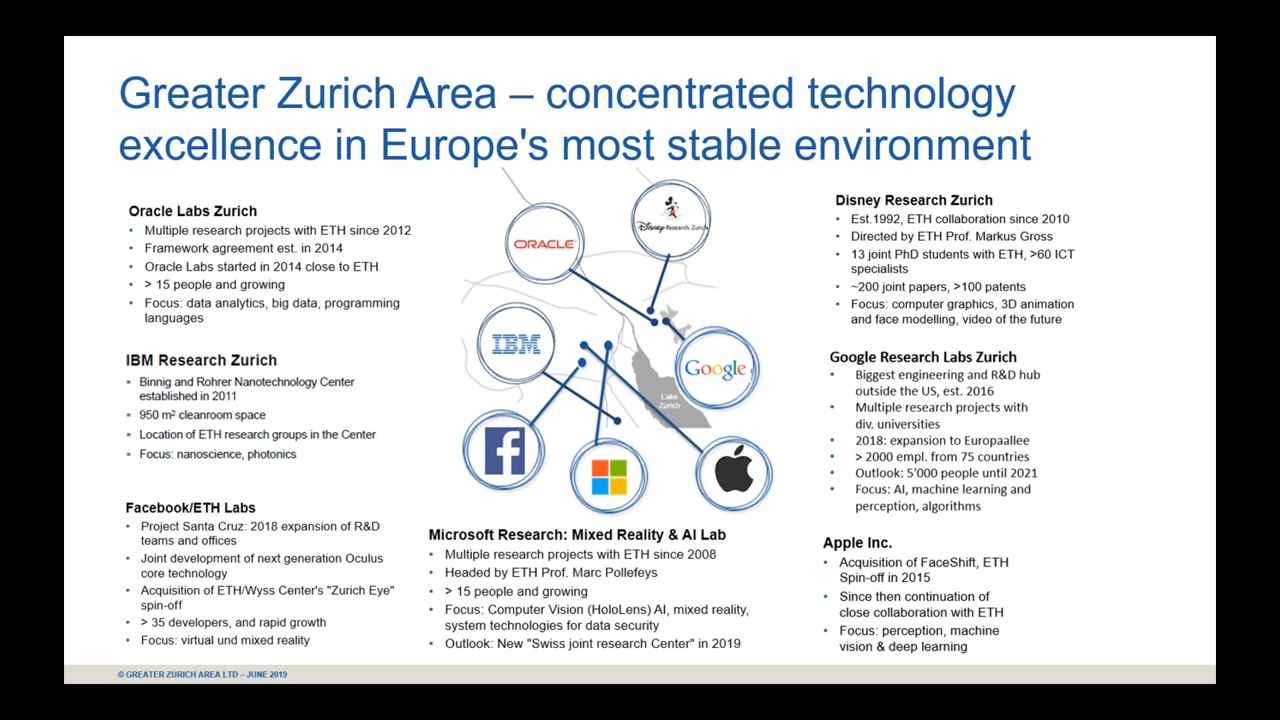 Greater Zurich Area – concentrated technology
excellence in Europe's most stable environment
Oracle Labs Zurich
• Multiple research projects with ETH since 2012
• Framework agreement est. in 2014
• Oracle Labs started in 2014 close to ETH
• > 15 people and growing
• Focus: data analytics, big data, programming
languages
IBM Research Zurich
• Binnig and Rohrer Nanotechnology Center
established in 2011
• 950 m² cleanroom space
• Location of ETH research groups in the Center
• Focus: nanoscience, photonics
Facebook/ETH Labs
• Project Santa Cruz: 2018 expansion of R&D
teams and offices
• Joint development of next generation Oculus
core technology
• Acquisition of ETH/Wyss Center's "Zurich Eye"
spin-off
• > 35 developers, and rapid growth
• Focus: virtual und mixed reality
ORACLE
Disney Research, Zurich
IBM
Google
Lake
Zurich
f
Microsoft Research: Mixed Reality & AI Lab
• Multiple research projects with ETH since 2008
• Headed by ETH Prof. Marc Pollefeys
• > 15 people and growing
• Focus: Computer Vision (HoloLens) AI, mixed reality,
system technologies for data security
• Outlook: New "Swiss joint research Center" in 2019
Disney Research Zurich
• Est.1992, ETH collaboration since 2010
• Directed by ETH Prof. Markus Gross
• 13 joint PhD students with ETH, >60 ICT
specialists
• ~200 joint papers, >100 patents
• Focus: computer graphics, 3D animation
and face modelling, video of the future
Google Research Labs Zurich
• Biggest engineering and R&D hub
outside the US, est. 2016
• Multiple research projects with
div. universities
• 2018: expansion to Europaallee
• > 2000 empl. from 75 countries
• Outlook: 5'000 people until 2021
• Focus: AI, machine learning and
perception, algorithms
Apple Inc.
• Acquisition of FaceShift, ETH
Spin-off in 2015
• Since then continuation of
close collaboration with ETH
• Focus: perception, machine
vision & deep learning
© GREATER ZURICH AREA LTD – JUNE 2019